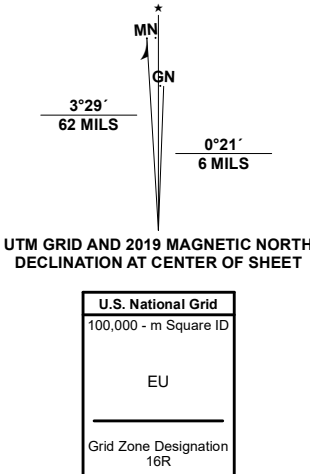 MN
GN
3°29´
62 MILS
0°21´
6 MILS
UTM GRID AND 2019 MAGNETIC NORTH
DECLINATION AT CENTER OF SHEET
U.S. National Grid
100,000 - m Square ID
EU
Grid Zone Designation
16R